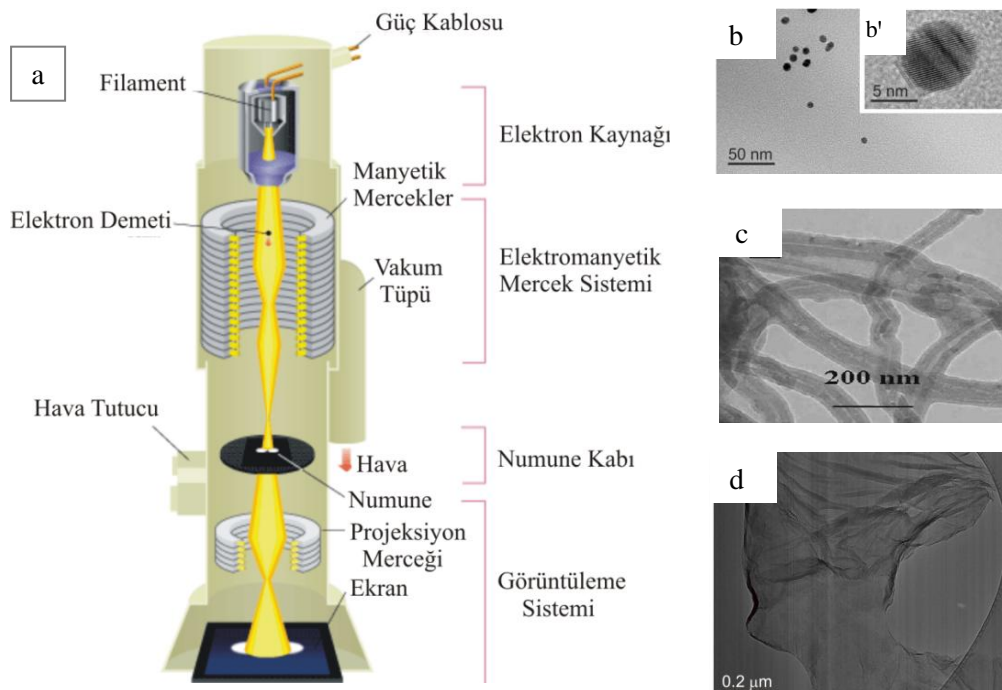 a
Güç Kablosu
Filament
Elektron Kaynağı
Manyetik
Mercekler
Elektron Demeti
Elektromanyetik
Mercek Sistemi
Vakum
Tüpü
Hava Tutucu
Hava
Numune Kabı
Numune
Projeksiyon
Merceği
Ekran
Görüntüleme
Sistemi
b
50 nm
b'
5 nm
c
200 nm
d
0.2 µm